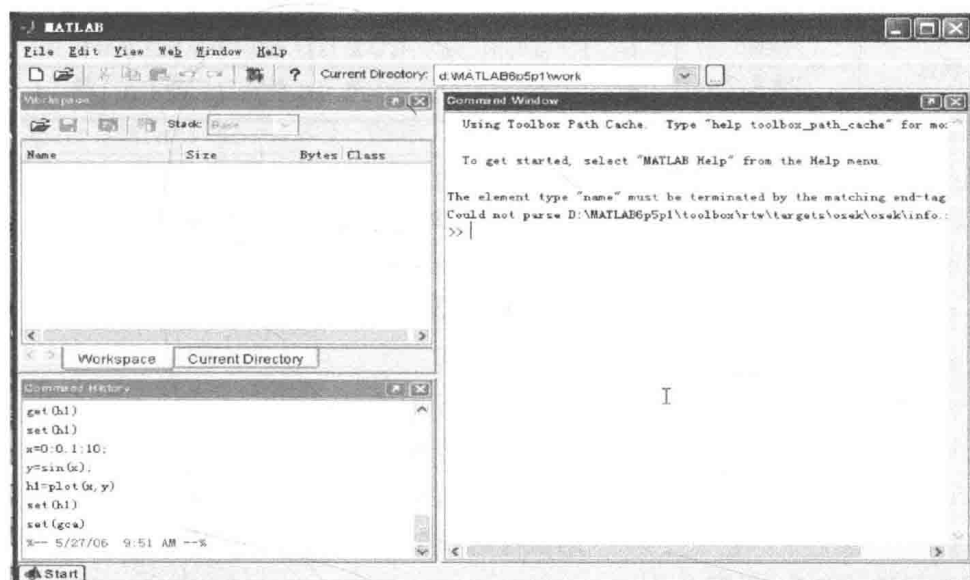 MATLAB
File Edit View Web Window Help
? Current Directory: d:\MATLAB6p5p1\work ...
Workspace
Stack: Base
Name Size Bytes Class
Workspace Current Directory
Command History
get(h1)
set(h1)
x=0:0.1:10;
y=sin(x);
h1=plot(x,y)
set(h1)
set(gca)
%-- 5/27/06 9:51 AM --%
Command Window
Using Toolbox Path Cache. Type "help toolbox_path_cache" for
To get started, select "MATLAB Help" from the Help menu.
The element type "name" must be terminated by the matching end-tag
Could not parse D:\MATLAB6p5p1\toolbox\rtw\targets\osek\osek\info.
>>
Start